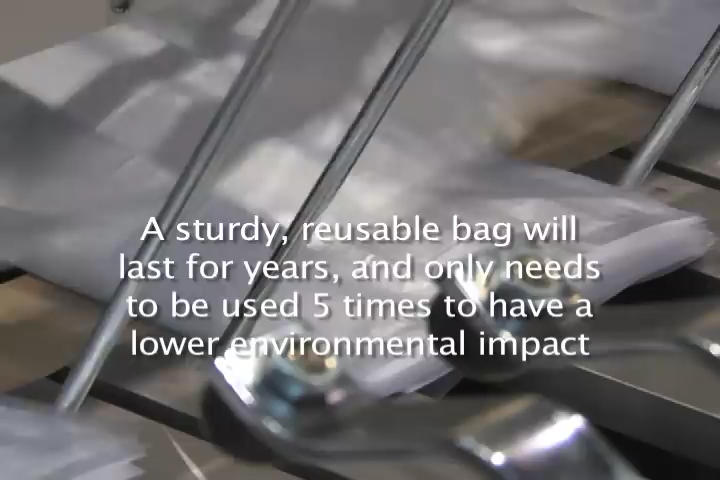 A sturdy, reusable bag will
last for years, and only needs
to be used 5 times to have a
lower environmental impact